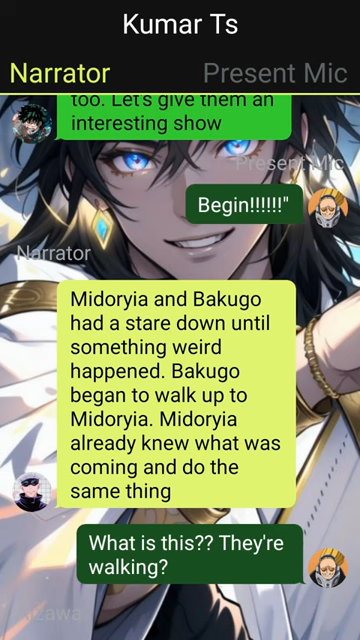 Kumar Ts
Narrator Present Mic
too. Let's give them an
interesting show
Present Mic
Begin!!!!!!"
Narrator
Midoryia and Bakugo
had a stare down until
something weird
happened. Bakugo
began to walk up to
Midoryia. Midoryia
already knew what was
coming and do the
same thing
What is this?? They're
walking?